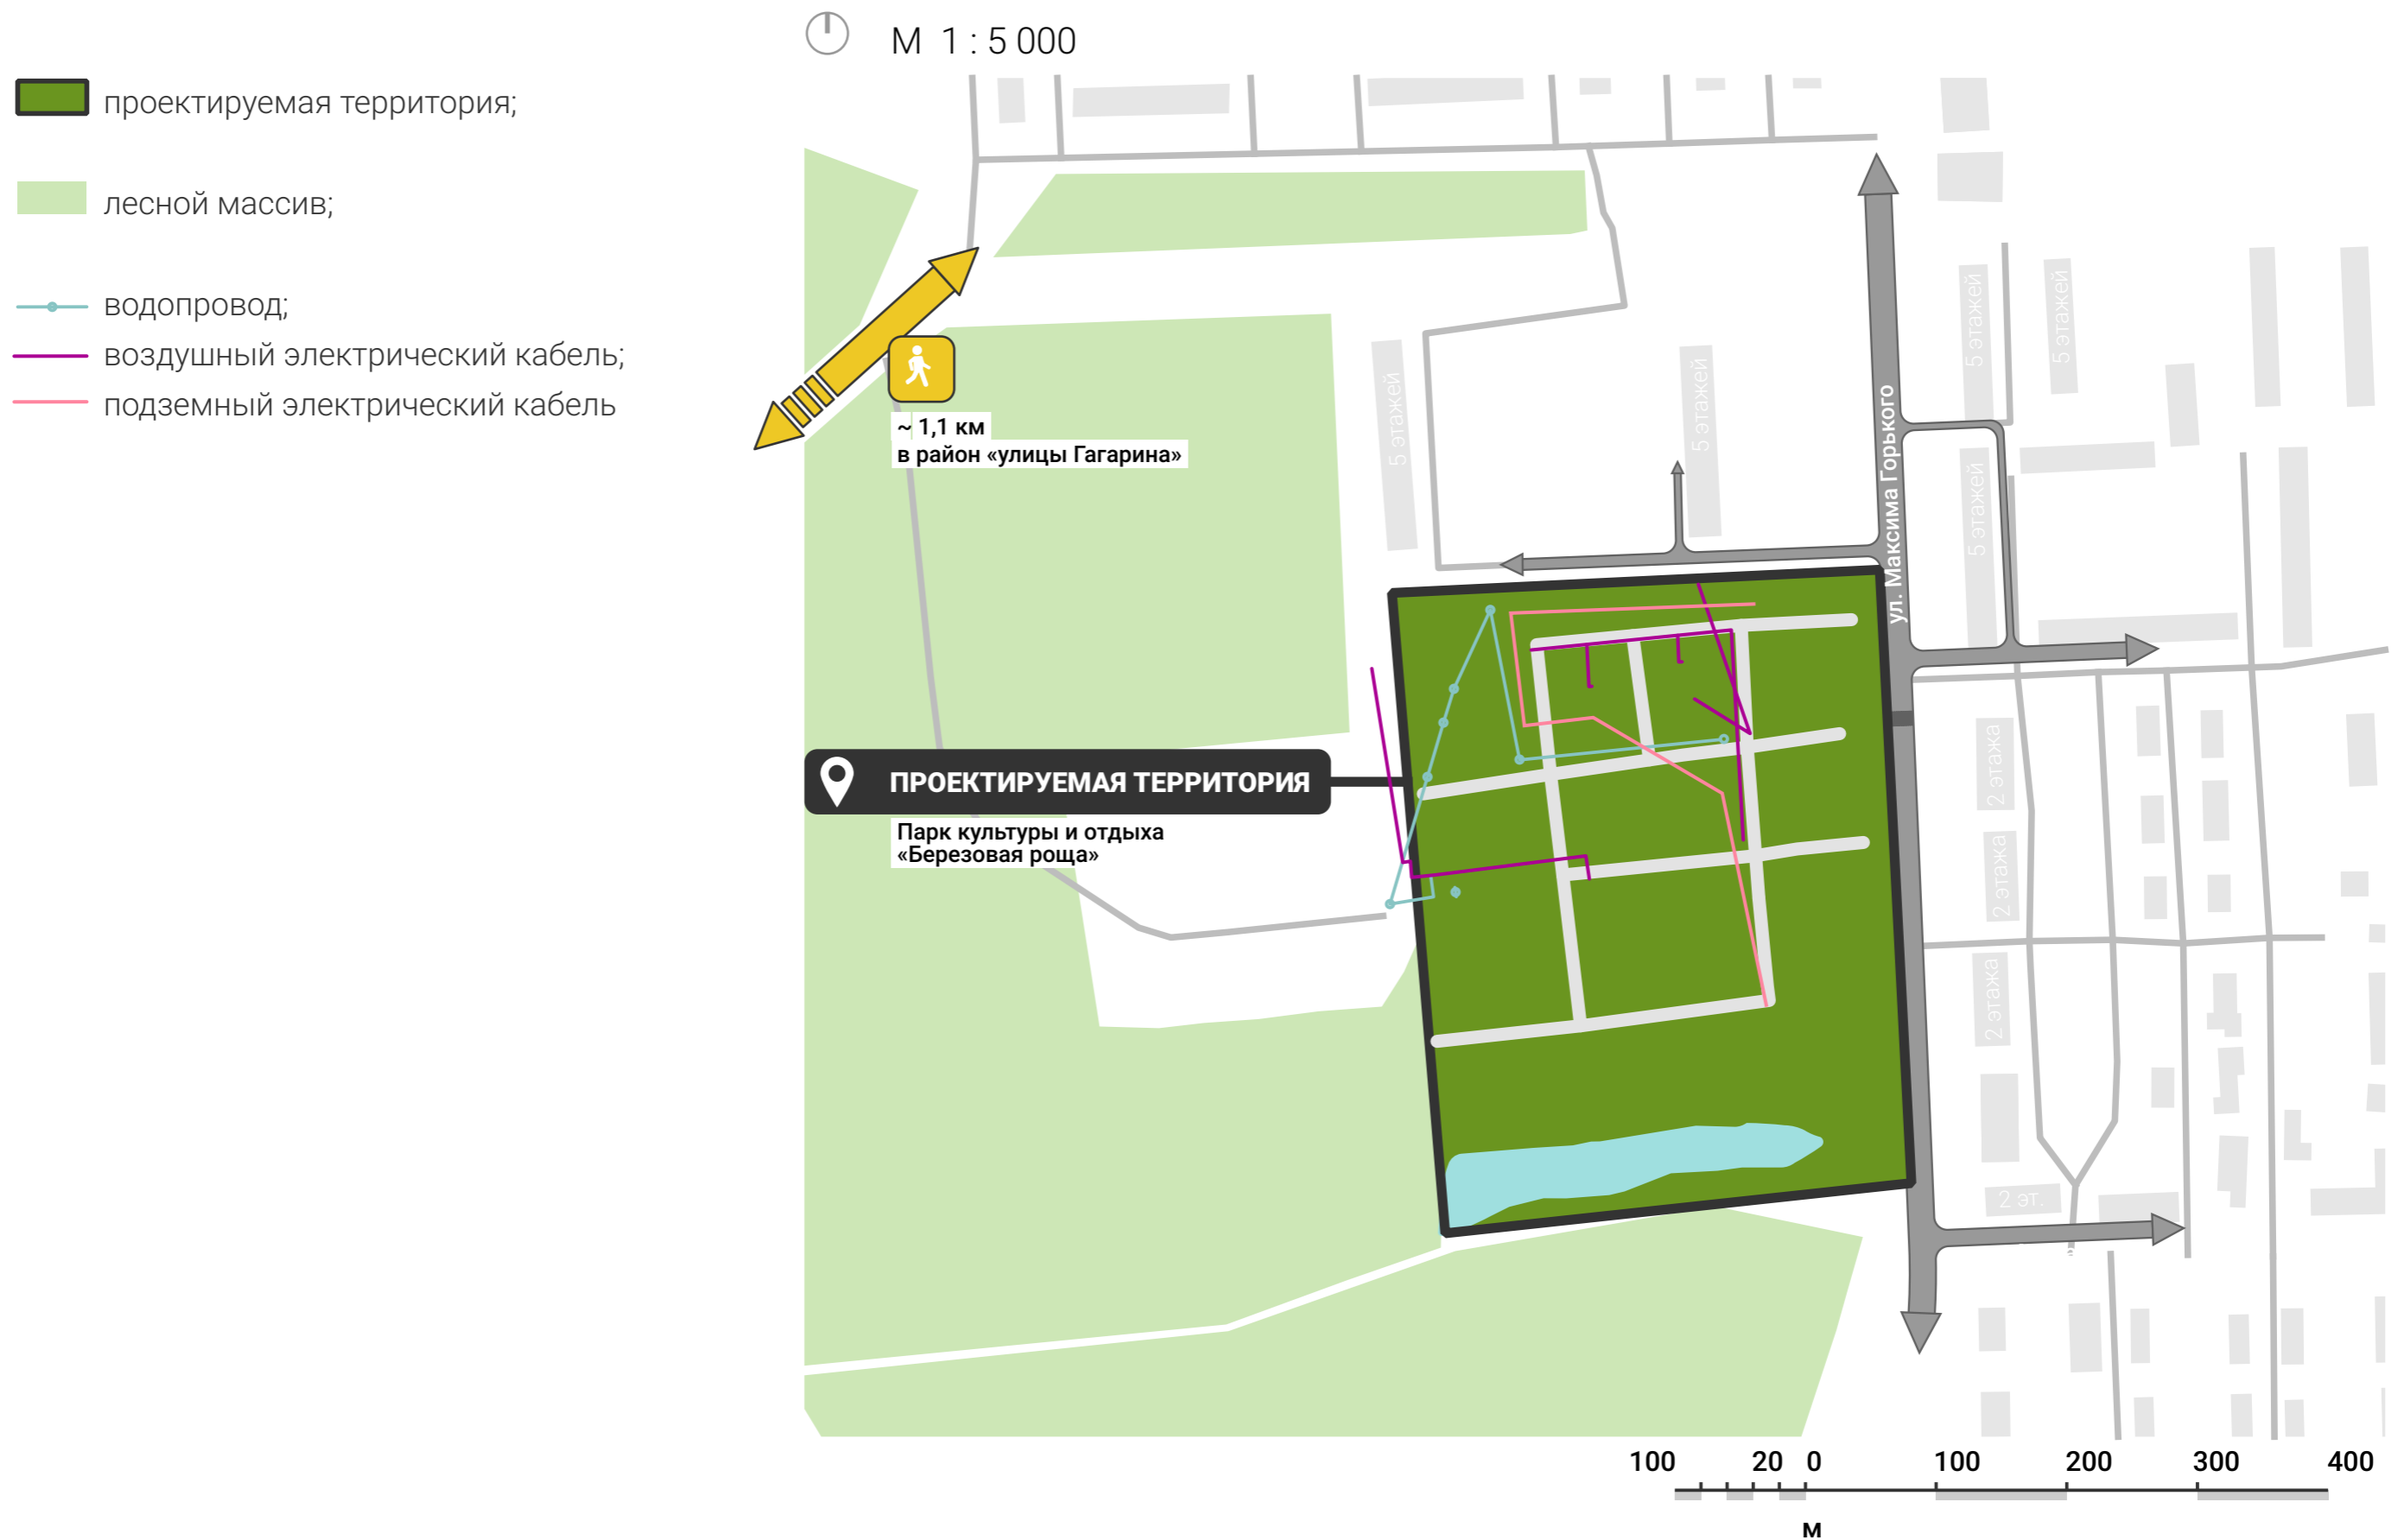 М 1 : 5 000
проектируемая территория;
лесной массив;
водопровод;
воздушный электрический кабель;
подземный электрический кабель
~ 1,1 км
в район «улицы Гагарина»
5 этажей
5 этажей
5 этажей
5 этажей
5 этажей
ул. Максима Горького
ПРОЕКТИРУЕМАЯ ТЕРРИТОРИЯ
Парк культуры и отдыха
«Березовая роща»
2 этажа
2 этажа
2 этажа
2 эт.
100 20 0 100 200 300 400
м